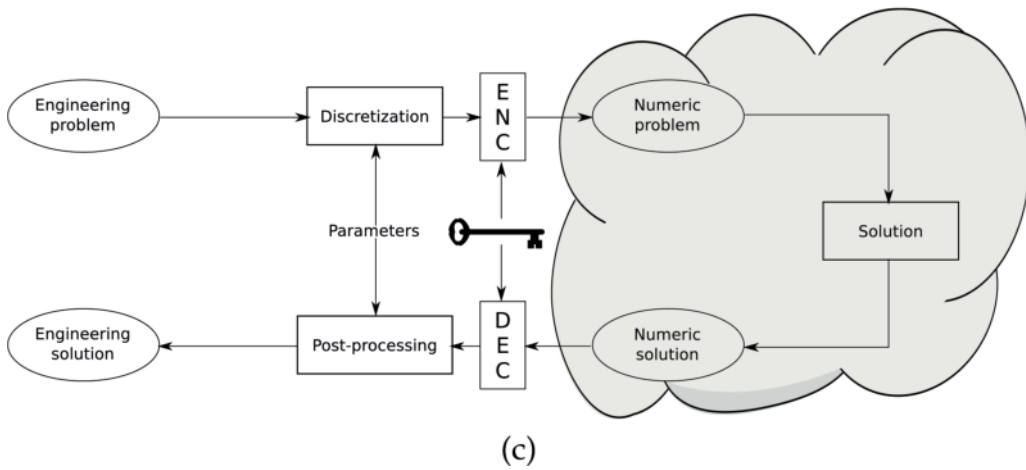 Engineering
problem
Discretization
E
N
C
Numeric
problem
Parameters
Solution
Engineering
solution
Post-processing
D
E
C
Numeric
solution
(c)